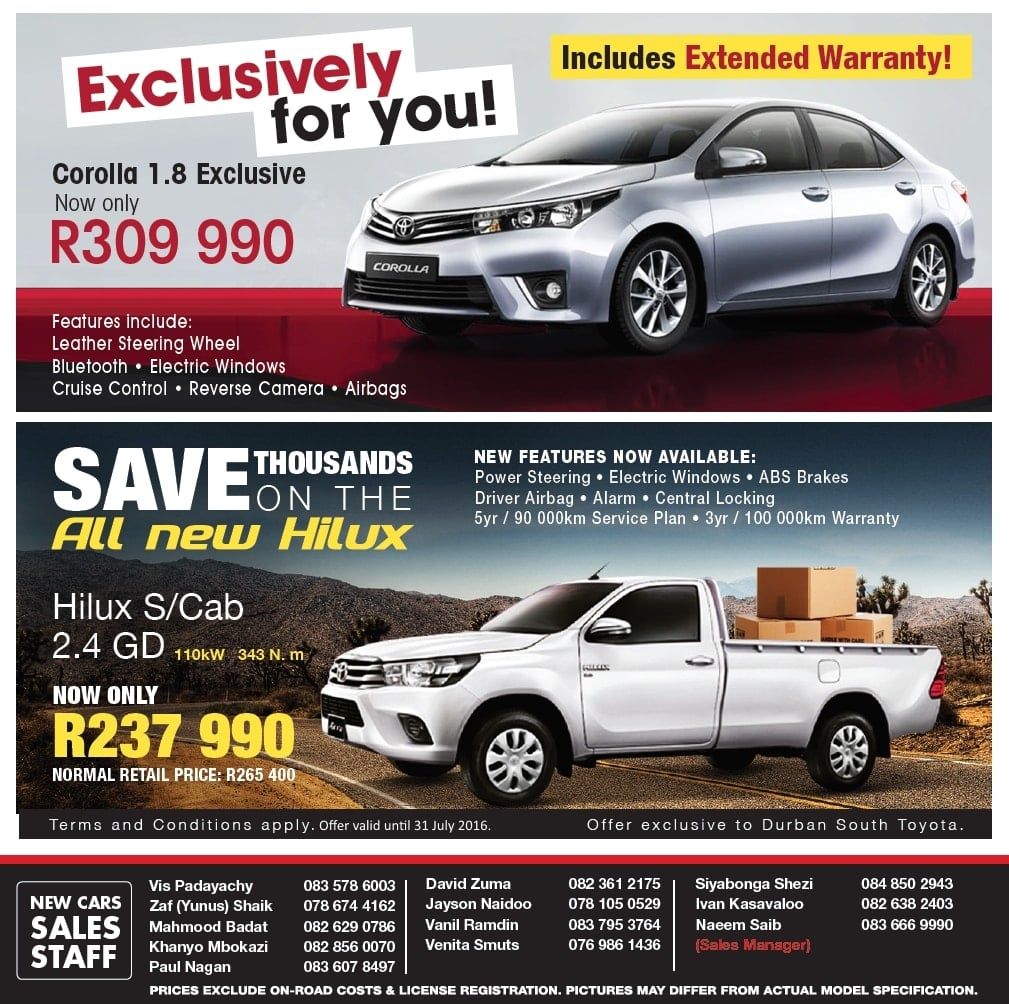 Exclusively
for you!
Includes Extended Warranty!
Corolla 1.8 Exclusive
Now only
R309 990
COROLLA
Features include:
Leather Steering Wheel
Bluetooth • Electric Windows
Cruise Control • Reverse Camera • Airbags
SAVE THOUSANDS
ON THE
All new Hilux
NEW FEATURES NOW AVAILABLE:
Power Steering • Electric Windows • ABS Brakes
Driver Airbag • Alarm • Central Locking
5yr / 90 000km Service Plan • 3yr / 100 000km Warranty
Hilux S/Cab
2.4 GD 110kW 343 N. m
NOW ONLY
R237 990
NORMAL RETAIL PRICE: R265 400
HANDLE WITH CARE
HILUX
Terms and Conditions apply. Offer valid until 31 July 2016.
Offer exclusive to Durban South Toyota.
NEW CARS
SALES
STAFF
Vis Padayachy 083 578 6003
Zaf (Yunus) Shaik 078 674 4162
Mahmood Badat 082 629 0786
Khanyo Mbokazi 082 856 0070
Paul Nagan 083 607 8497
David Zuma 082 361 2175
Jayson Naidoo 078 105 0529
Vanil Ramdin 083 795 3764
Venita Smuts 076 986 1436
Siyabonga Shezi 084 850 2943
Ivan Kasavaloo 082 638 2403
Naeem Saib 083 666 9990
(Sales Manager)
PRICES EXCLUDE ON-ROAD COSTS & LICENSE REGISTRATION. PICTURES MAY DIFFER FROM ACTUAL MODEL SPECIFICATION.